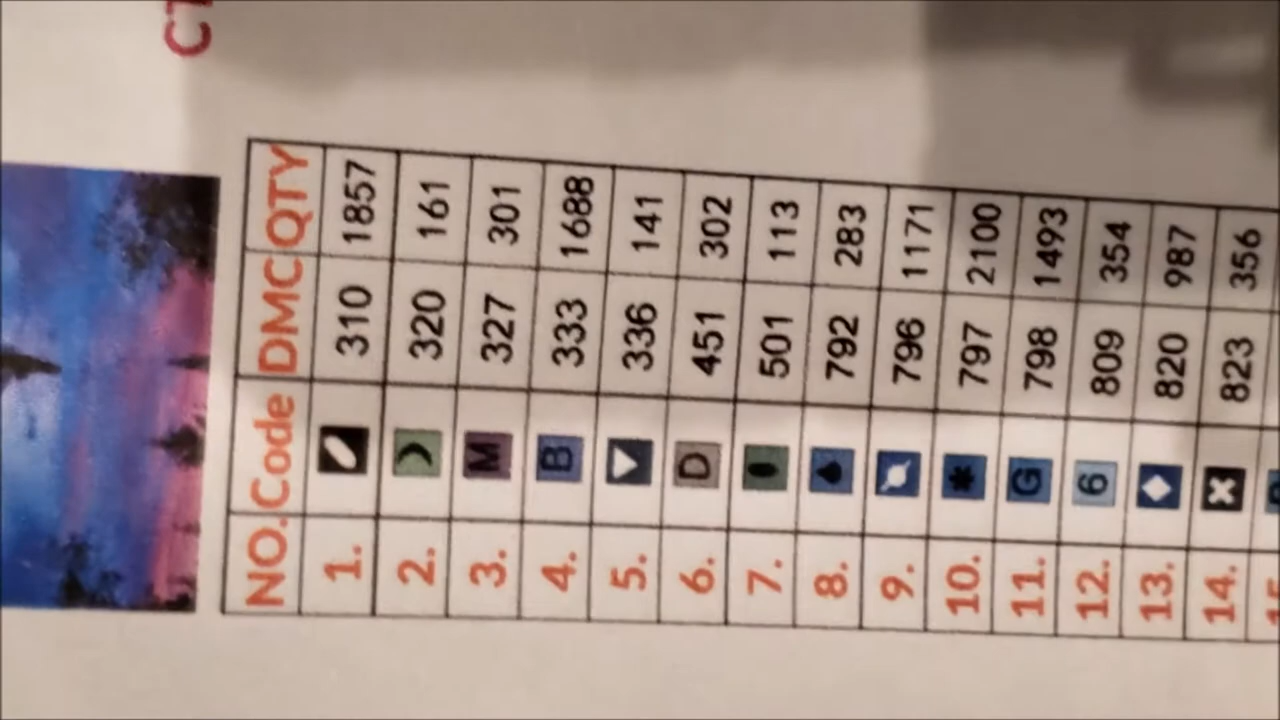 CT
NO. Code DMC QTY
1. 310 1857
2. ) 320 161
3. M 327 301
4. B 333 1688
5. 336 141
6. D 451 302
7. 501 113
8. 792 283
9. 796 1171
10. * 797 2100
11. G 798 1493
12. 6 809 354
13. 820 987
14. 823 356